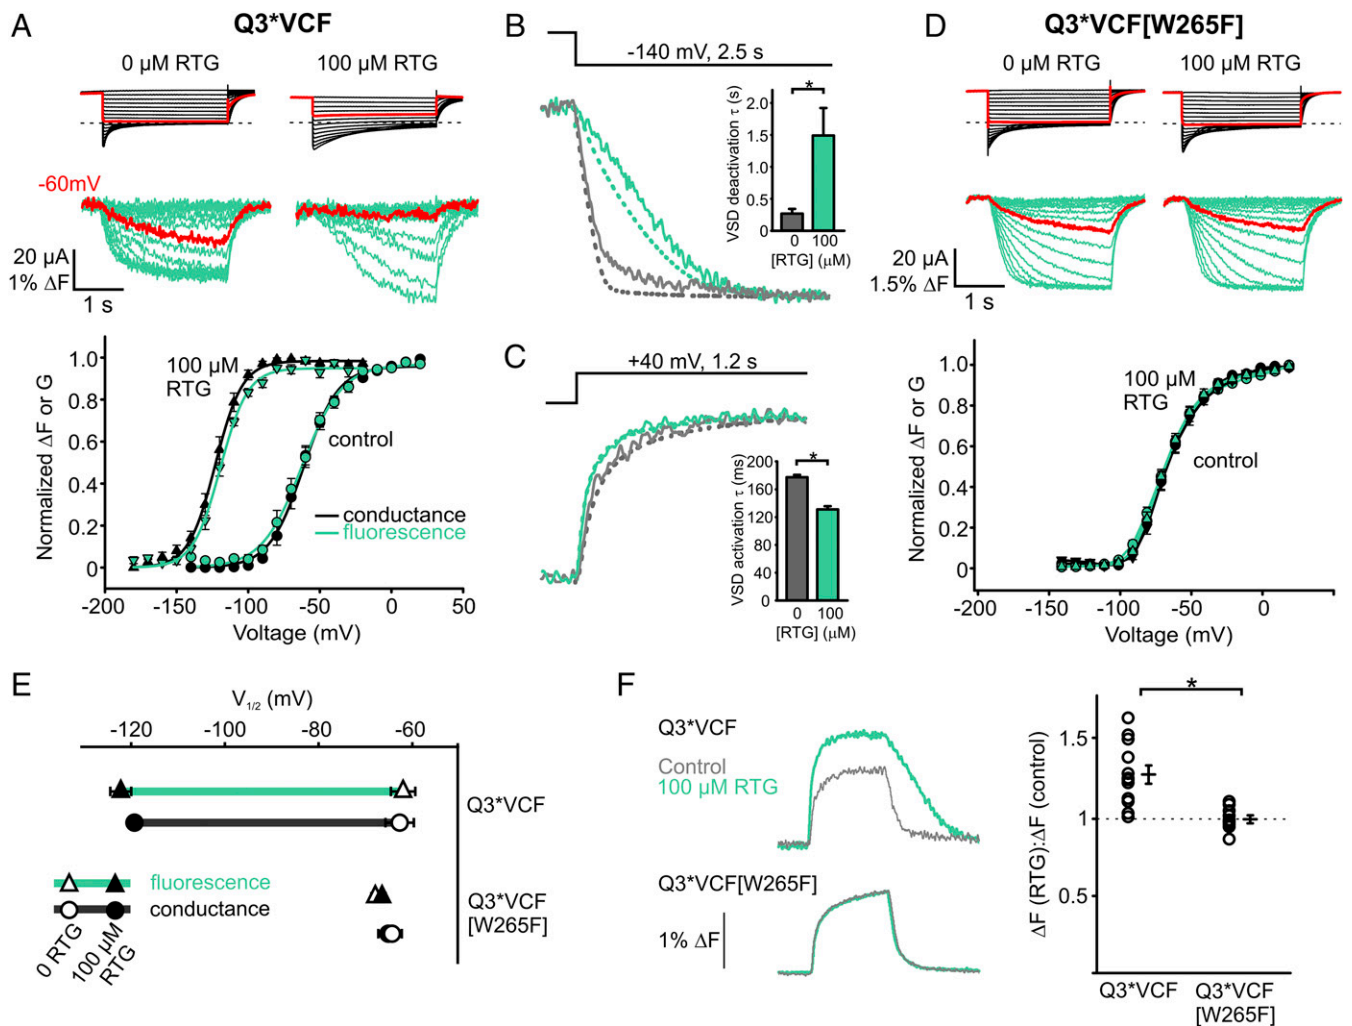 A
Q3*VCF
0 µM RTG
100 µM RTG
-60mV
20 µA
1% ΔF
1 s
Normalized ΔF or G
1.0
0.8
0.6
0.4
0.2
0
100 µM
RTG
control
conductance
fluorescence
-200
-150
-100
-50
0
50
Voltage (mV)
B
-140 mV, 2.5 s
VSD deactivation τ (s)
2.0
1.5
1.0
0.5
0.0
*
0
100
[RTG] (µM)
C
+40 mV, 1.2 s
VSD activation τ (ms)
200
160
120
80
40
0
*
0
100
[RTG] (µM)
D
Q3*VCF[W265F]
0 µM RTG
100 µM RTG
20 µA
1.5% ΔF
1 s
Normalized ΔF or G
1.0
0.8
0.6
0.4
0.2
0
100 µM
RTG
control
-200
-150
-100
-50
0
Voltage (mV)
E
V1/2 (mV)
-120
-100
-80
-60
Q3*VCF
Q3*VCF
[W265F]
fluorescence
conductance
0 RTG
100 µM
RTG
F
Q3*VCF
Control
100 µM RTG
Q3*VCF[W265F]
1% ΔF
ΔF (RTG):ΔF (control)
1.5
1
0.5
*
Q3*VCF
Q3*VCF
[W265F]